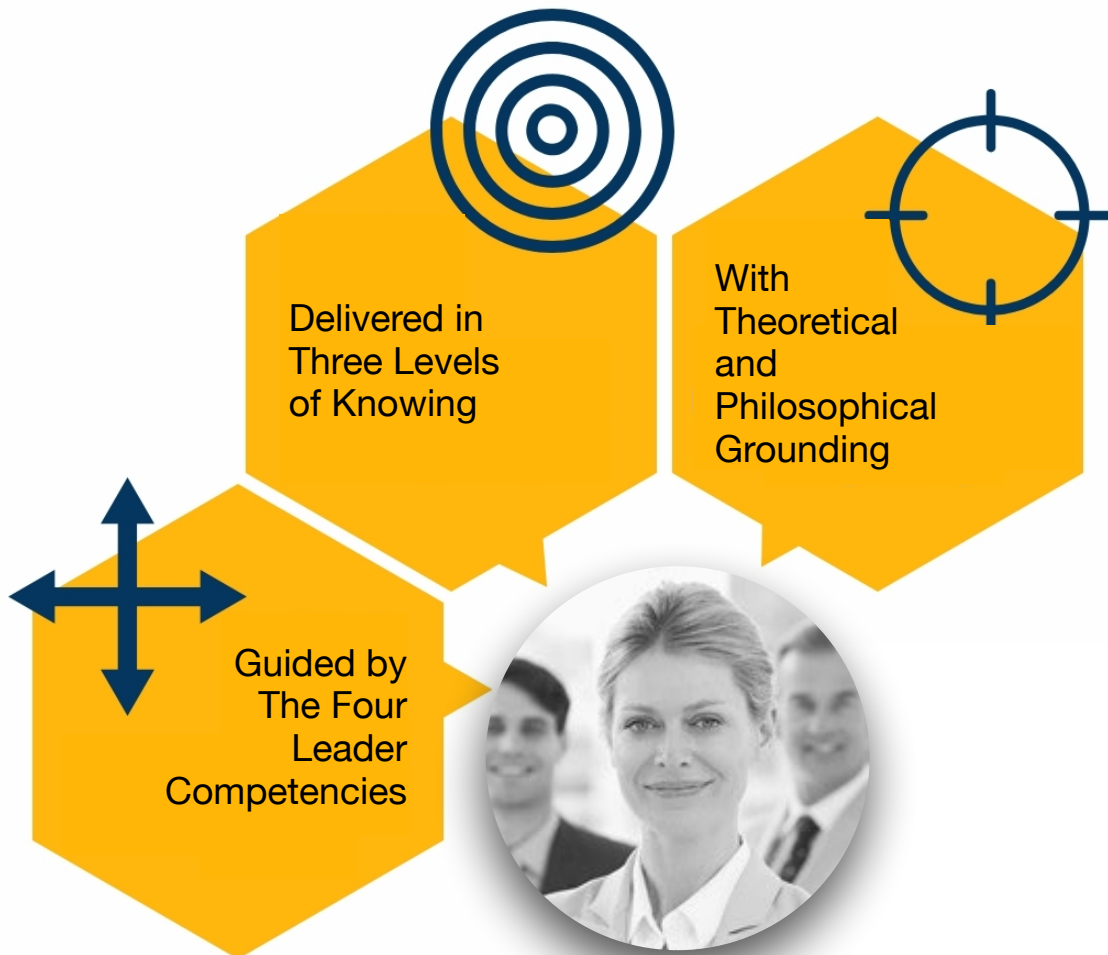 Delivered in
Three Levels
of Knowing
With
Theoretical
and
Philosophical
Grounding
Guided by
The Four
Leader
Competencies